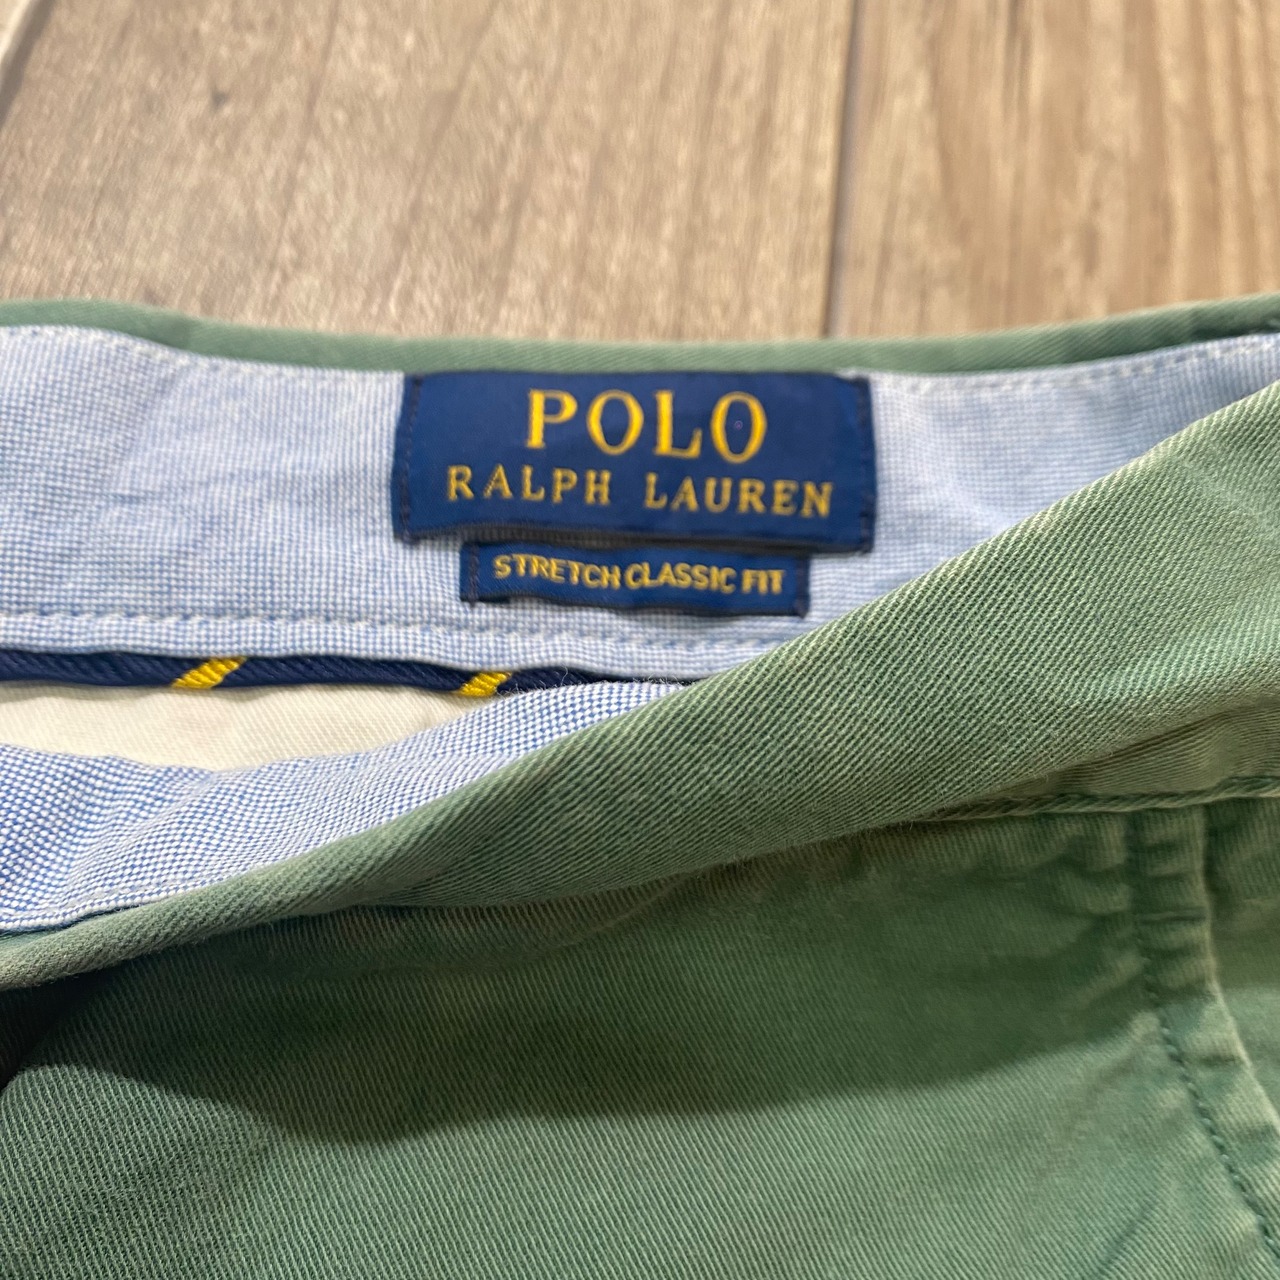 POLO
RALPH LAUREN
STRETCH CLASSIC FIT